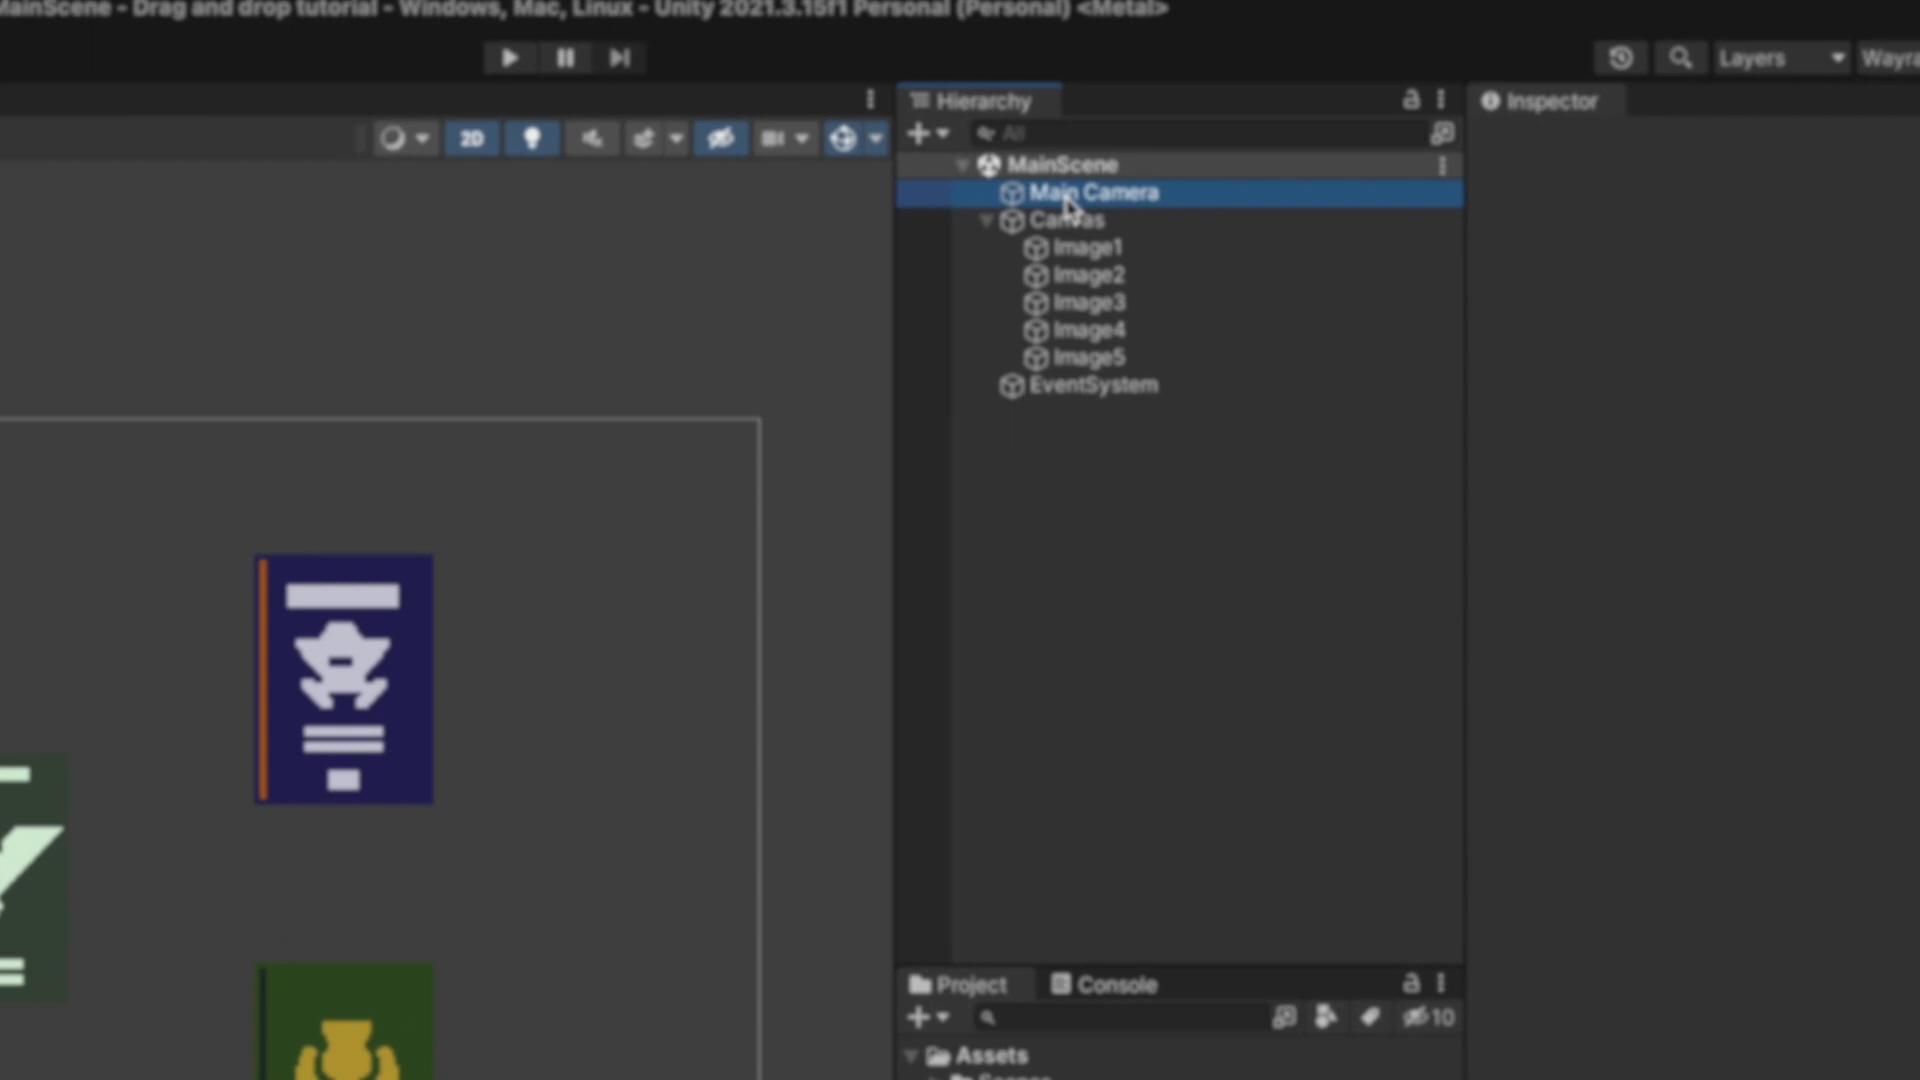 MainScene - Drag and drop tutorial - Windows, Mac, Linux - Unity 2021.3.15f1 Personal (Personal) <Metal>
Layers
Hierarchy
Inspector
2D
All
MainScene
Main Camera
Canvas
Image1
Image2
Image3
Image4
Image5
EventSystem
Project
Console
10
Assets